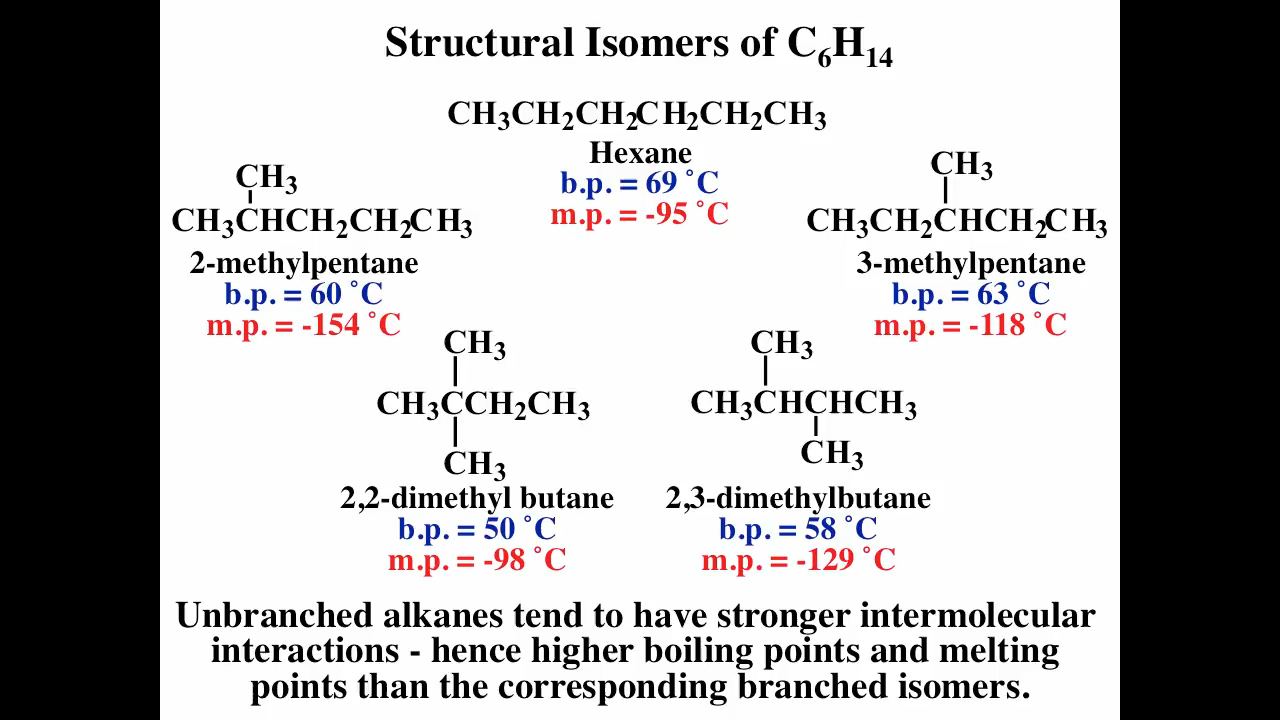 Structural Isomers of C6H14
CH3CH2CH2CH2CH2CH3
Hexane
b.p. = 69 ˚C
m.p. = -95 ˚C
CH3
CH3CHCH2CH2CH3
2-methylpentane
b.p. = 60 ˚C
m.p. = -154 ˚C
CH3
CH3CH2CHCH2CH3
3-methylpentane
b.p. = 63 ˚C
m.p. = -118 ˚C
CH3
CH3CCH2CH3
CH3
2,2-dimethyl butane
b.p. = 50 ˚C
m.p. = -98 ˚C
CH3
CH3CHCHCH3
CH3
2,3-dimethylbutane
b.p. = 58 ˚C
m.p. = -129 ˚C
Unbranched alkanes tend to have stronger intermolecular
interactions - hence higher boiling points and melting
points than the corresponding branched isomers.